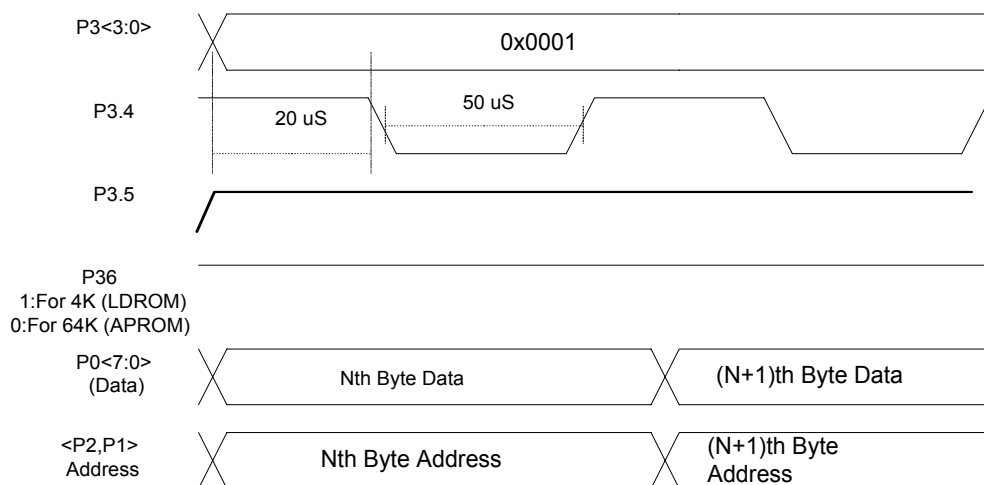 P3<3:0>
0x0001
P3.4
20 uS
50 uS
P3.5
P36
1:For 4K (LDROM)
0:For 64K (APROM)
P0<7:0>
(Data)
Nth Byte Data
(N+1)th Byte Data
<P2,P1>
Address
Nth Byte Address
(N+1)th Byte
Address